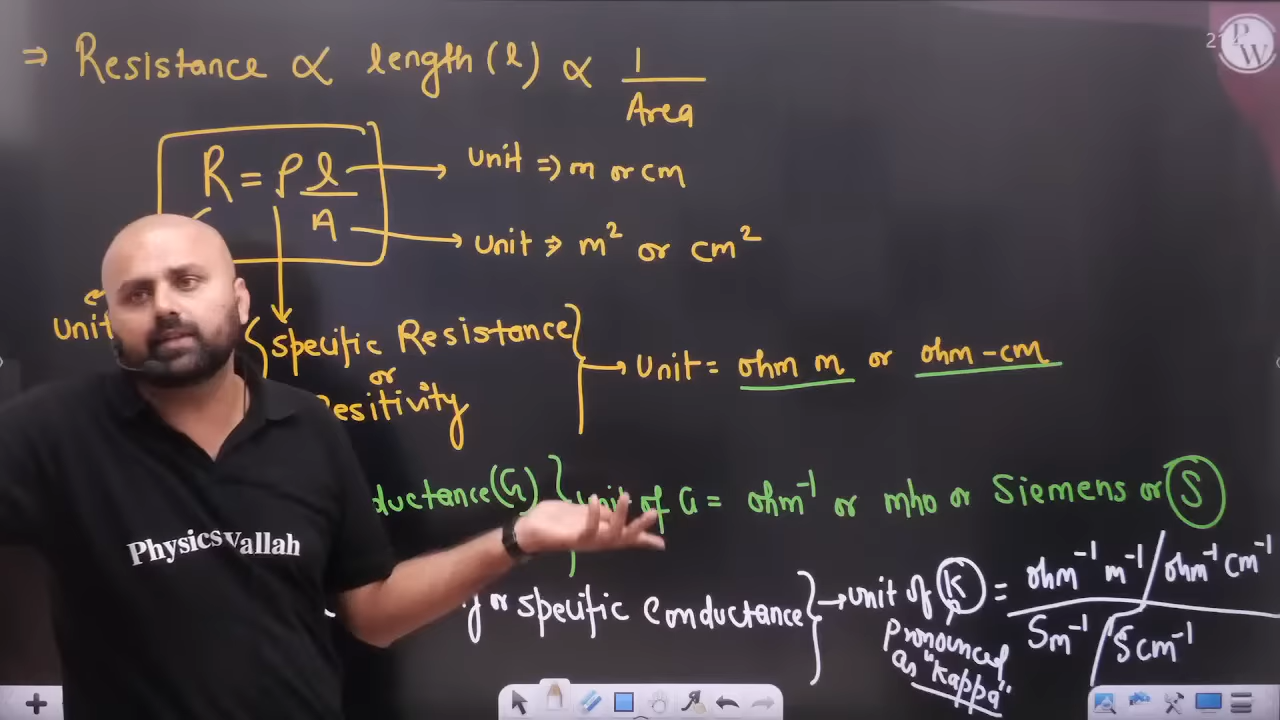 ⇒ Resistance ∝ length (l) ∝ 1/Area
R = ρ l/A
unit ⇒ m or cm
unit ⇒ m² or cm²
Unit
{Specific Resistance}
or
esitivity
→ Unit = ohm m or ohm-cm
ductance (G)} unit of G = ohm⁻¹ or mho or Siemens or S
y or Specific Conductance} → unit of K = ohm⁻¹ m⁻¹ / ohm⁻¹ cm⁻¹
Sm⁻¹ / S cm⁻¹
Pronounced
as "kappa"
Physics Wallah
PW